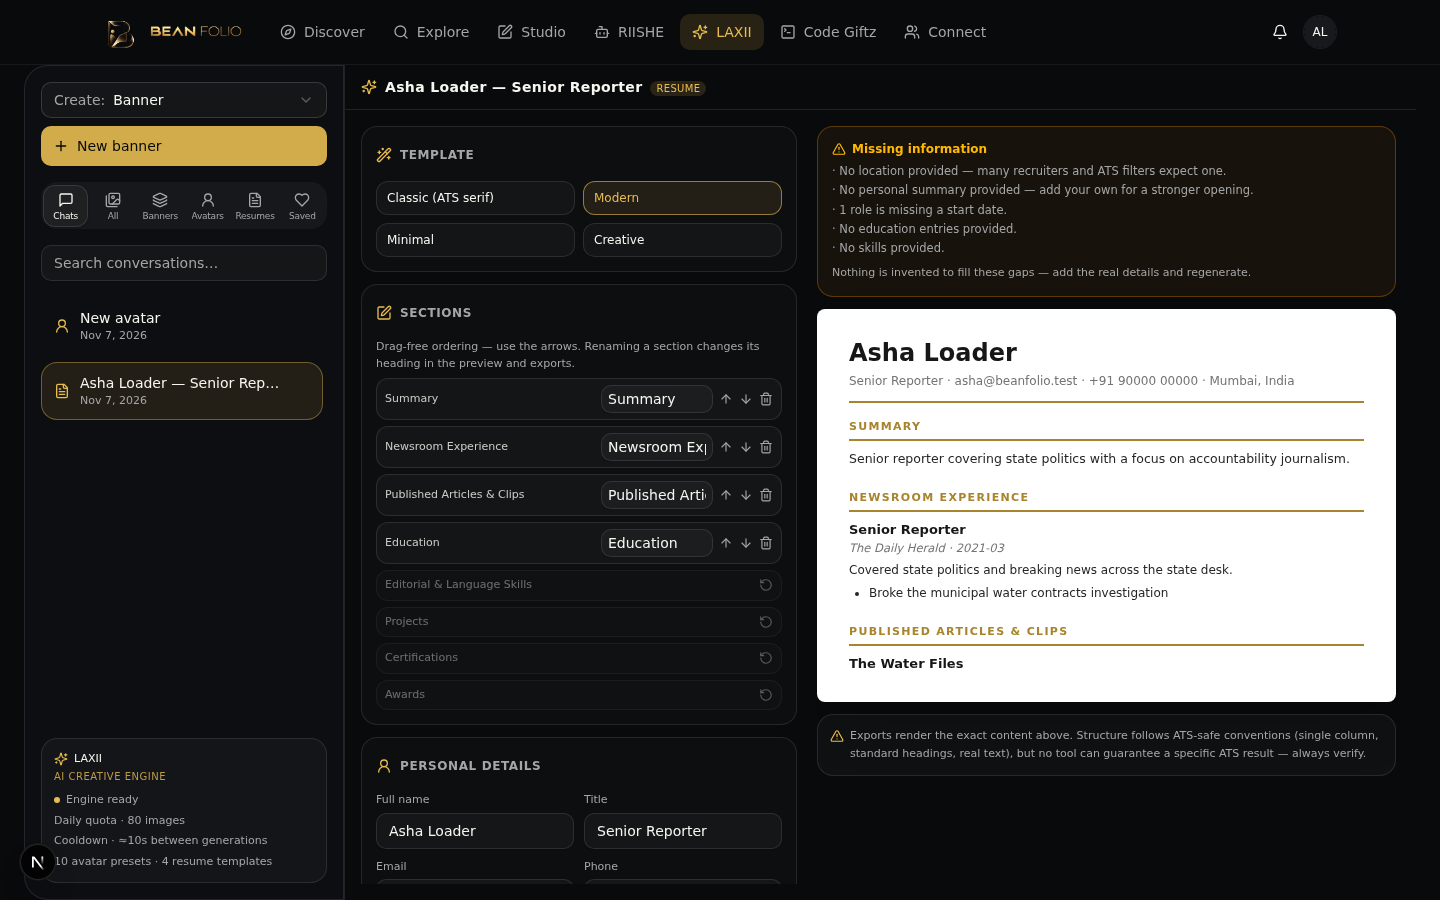 BEAN FOLIO
Discover
Explore
Studio
RIISHE
LAXII
Code Giftz
Connect
AL
Create: Banner
New banner
Chats
All
Banners
Avatars
Resumes
Saved
Search conversations...
New avatar
Nov 7, 2026
Asha Loader — Senior Rep...
Nov 7, 2026
LAXII
AI CREATIVE ENGINE
Engine ready
Daily quota · 80 images
Cooldown · ≈10s between generations
10 avatar presets · 4 resume templates
N
Asha Loader — Senior Reporter RESUME
TEMPLATE
Classic (ATS serif)
Modern
Minimal
Creative
SECTIONS
Drag-free ordering — use the arrows. Renaming a section changes its
heading in the preview and exports.
Summary Summary
Newsroom Experience Newsroom Exp
Published Articles & Clips Published Arti
Education Education
Editorial & Language Skills
Projects
Certifications
Awards
PERSONAL DETAILS
Full name
Title
Asha Loader
Senior Reporter
Email
Phone
Missing information
· No location provided — many recruiters and ATS filters expect one.
· No personal summary provided — add your own for a stronger opening.
· 1 role is missing a start date.
· No education entries provided.
· No skills provided.
Nothing is invented to fill these gaps — add the real details and regenerate.
Asha Loader
Senior Reporter · asha@beanfolio.test · +91 90000 00000 · Mumbai, India
SUMMARY
Senior reporter covering state politics with a focus on accountability journalism.
NEWSROOM EXPERIENCE
Senior Reporter
The Daily Herald · 2021-03
Covered state politics and breaking news across the state desk.
• Broke the municipal water contracts investigation
PUBLISHED ARTICLES & CLIPS
The Water Files
Exports render the exact content above. Structure follows ATS-safe conventions (single column,
standard headings, real text), but no tool can guarantee a specific ATS result — always verify.